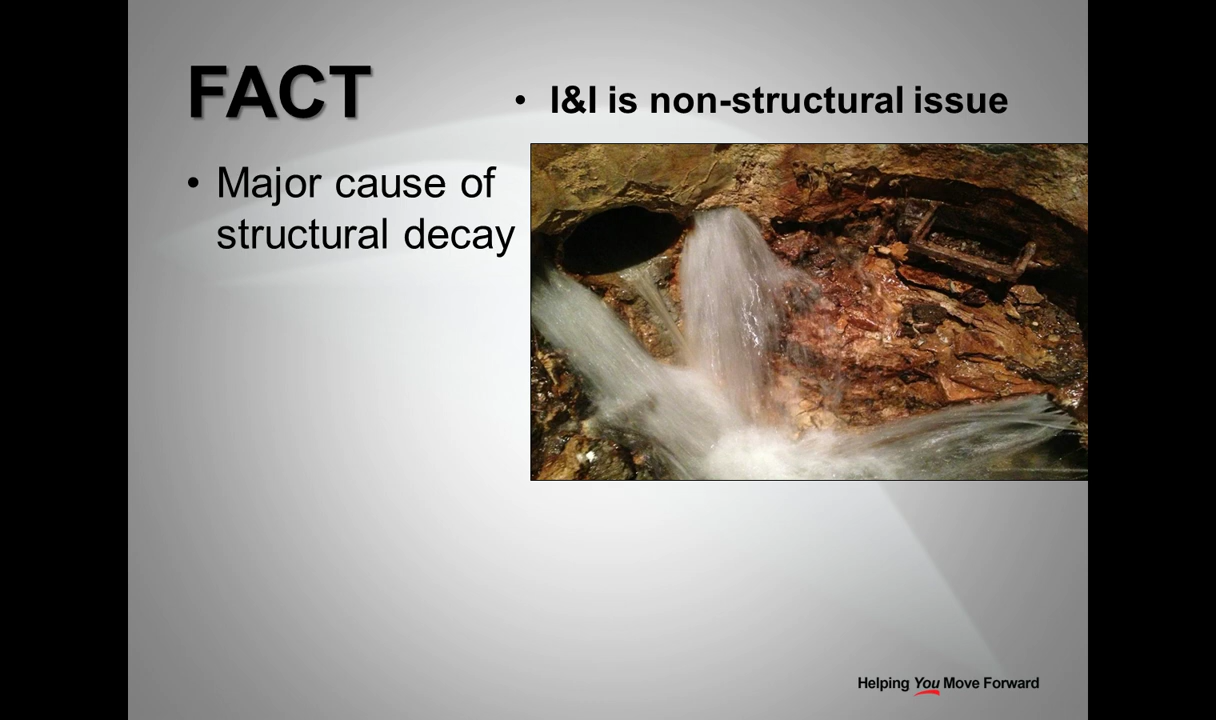 FACT
• I&I is non-structural issue
• Major cause of
structural decay
Helping You Move Forward